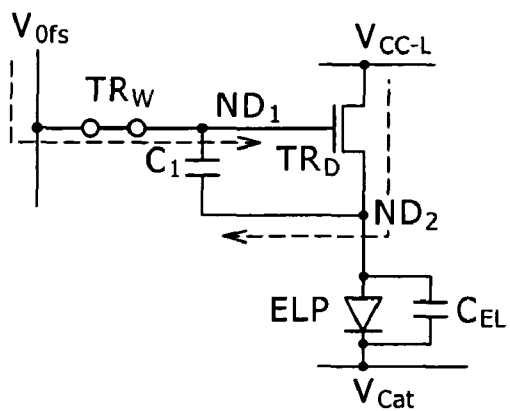 V0fs
VCC-L
TRW
ND1
C1
TRD
ND2
ELP
CEL
VCat